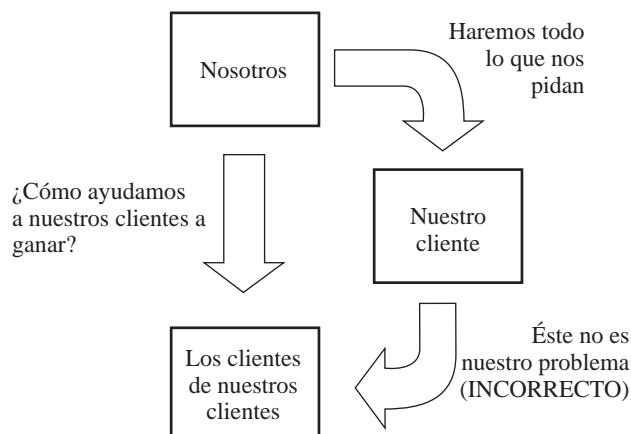 Nosotros
Haremos todo
lo que nos
pidan
¿Cómo ayudamos
a nuestros clientes a
ganar?
Nuestro
cliente
Los clientes
de nuestros
clientes
Éste no es
nuestro problema
(INCORRECTO)